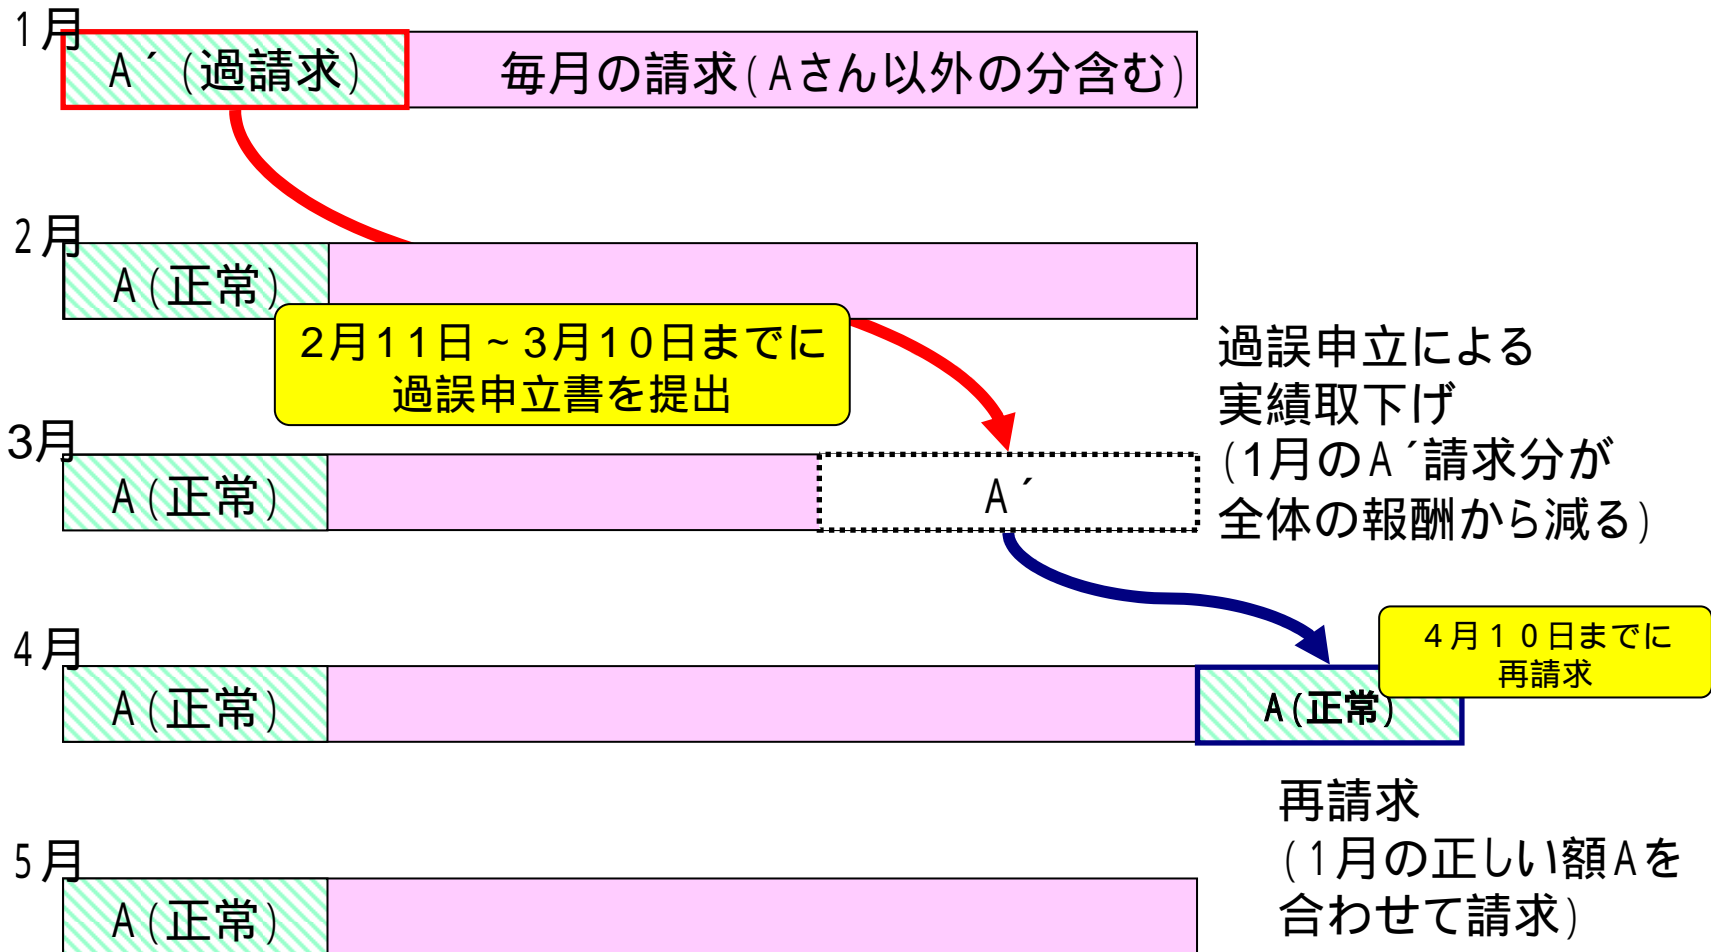 1月
A´(過請求)
毎月の請求(Aさん以外の分含む)
2月
A(正常)
2月11日~3月10日までに
過誤申立書を提出
過誤申立による
実績取下げ
(1月のA´請求分が
全体の報酬から減る)
3月
A(正常)
A´
4月
A(正常)
A(正常)
4月10日までに
再請求
再請求
(1月の正しい額Aを
合わせて請求)
5月
A(正常)